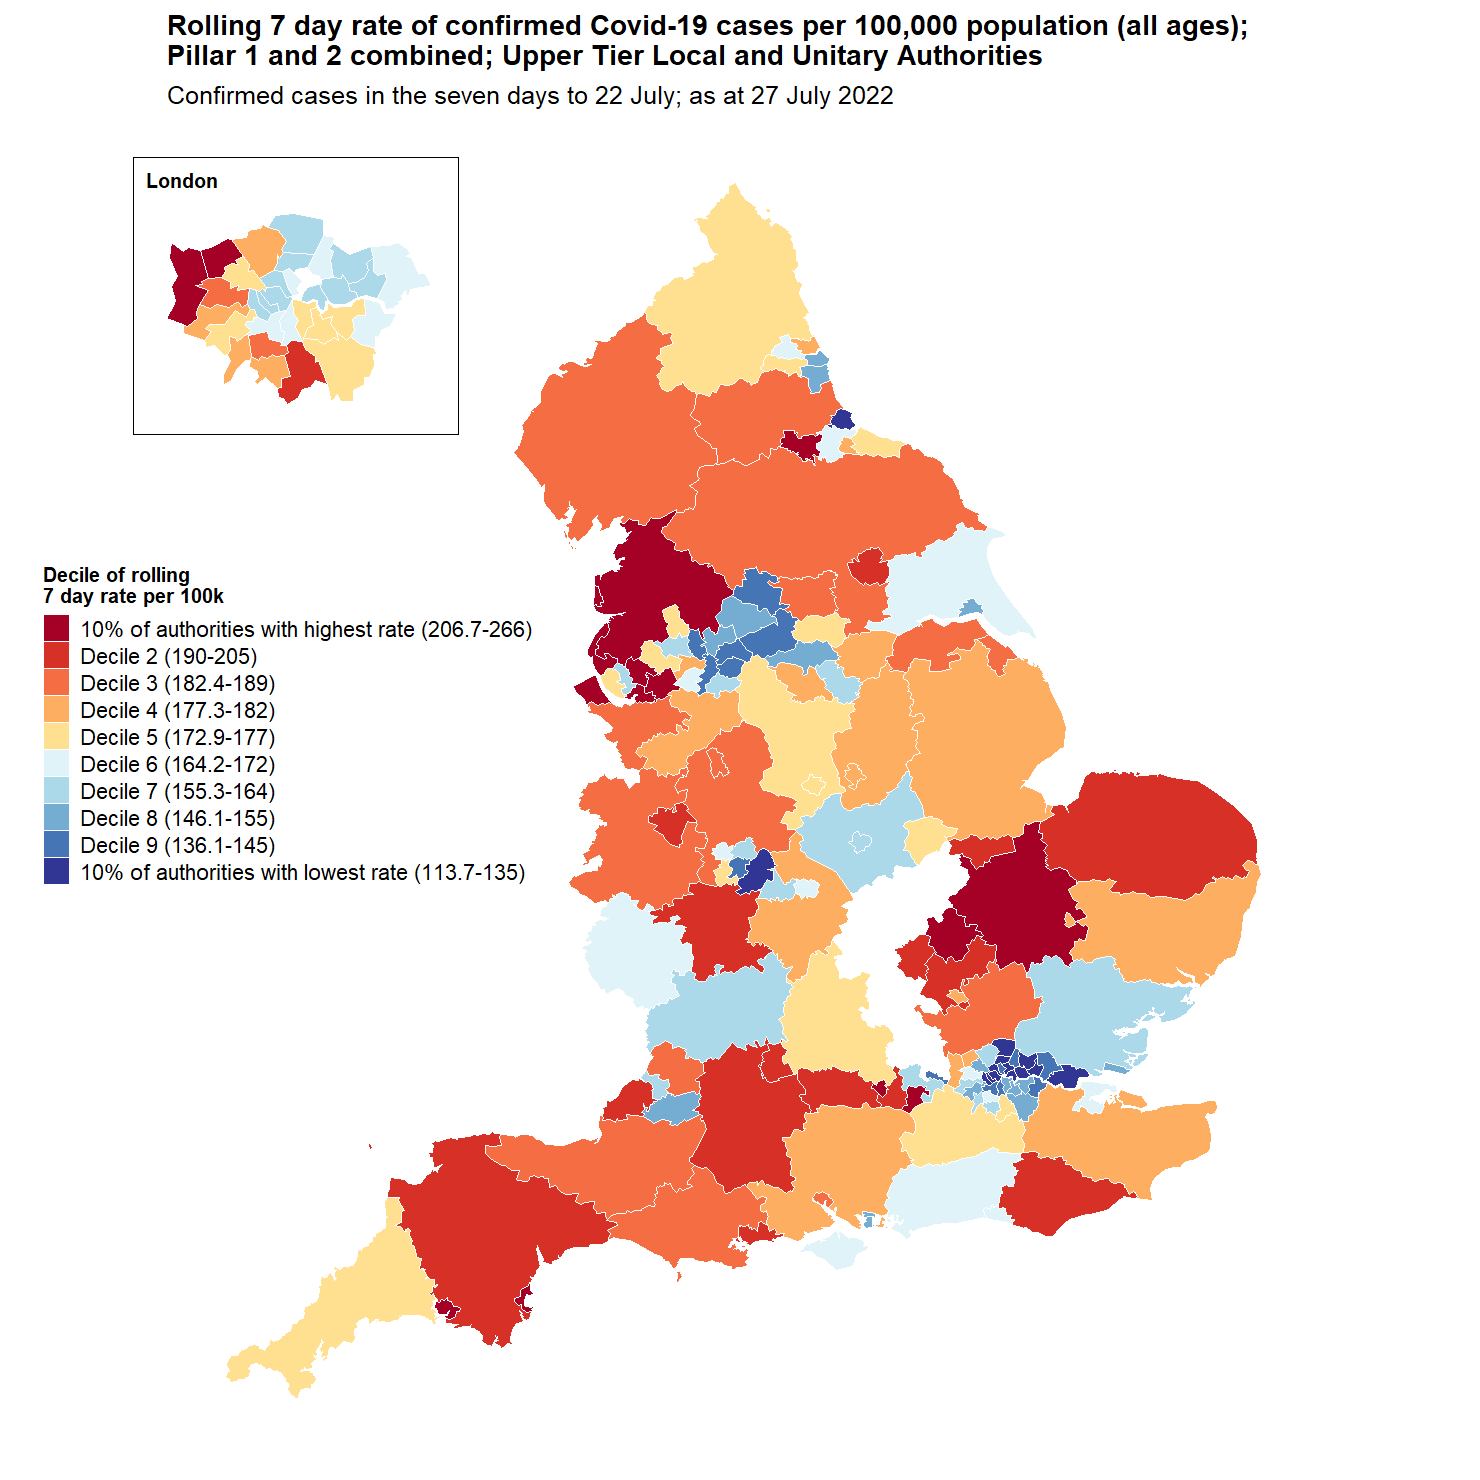 Rolling 7 day rate of confirmed Covid-19 cases per 100,000 population (all ages);
Pillar 1 and 2 combined; Upper Tier Local and Unitary Authorities
Confirmed cases in the seven days to 22 July; as at 27 July 2022
London
Decile of rolling
7 day rate per 100k
10% of authorities with highest rate (206.7-266)
Decile 2 (190-205)
Decile 3 (182.4-189)
Decile 4 (177.3-182)
Decile 5 (172.9-177)
Decile 6 (164.2-172)
Decile 7 (155.3-164)
Decile 8 (146.1-155)
Decile 9 (136.1-145)
10% of authorities with lowest rate (113.7-135)